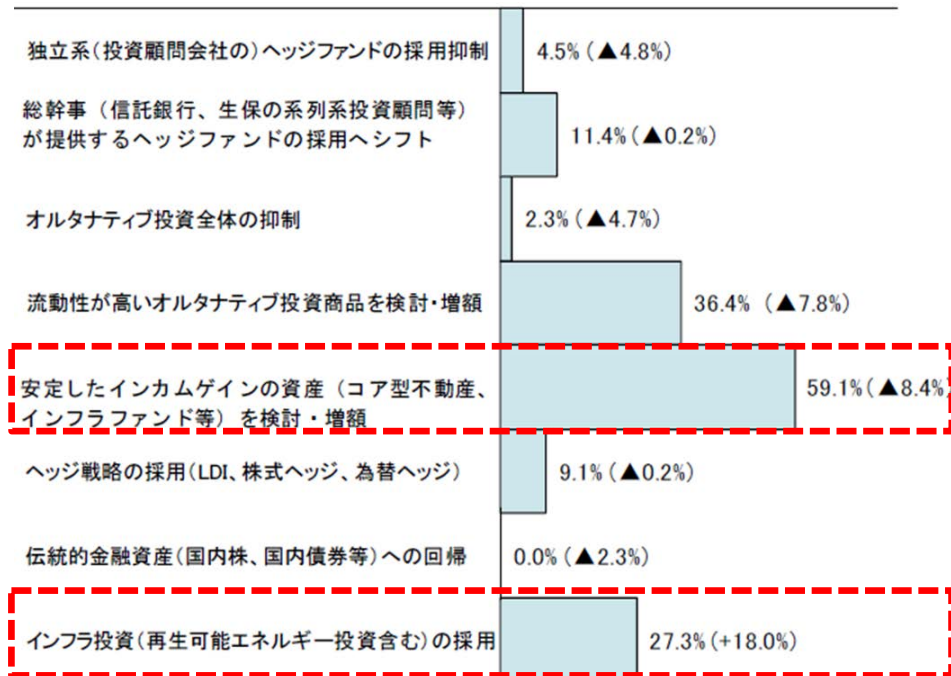 独立系(投資顧問会社の)ヘッジファンドの採用抑制 4.5% (▲4.8%)
総幹事（信託銀行、生保の系列系投資顧問等）
が提供するヘッジファンドの採用へシフト 11.4% (▲0.2%)
オルタナティブ投資全体の抑制 2.3% (▲4.7%)
流動性が高いオルタナティブ投資商品を検討・増額 36.4% (▲7.8%)
安定したインカムゲインの資産（コア型不動産、
インフラファンド等）を検討・増額 59.1% (▲8.4%
ヘッジ戦略の採用(LDI、株式ヘッジ、為替ヘッジ) 9.1% (▲0.2%)
伝統的金融資産(国内株、国内債券等)への回帰 0.0% (▲2.3%)
インフラ投資(再生可能エネルギー投資含む)の採用 27.3% (+18.0%)